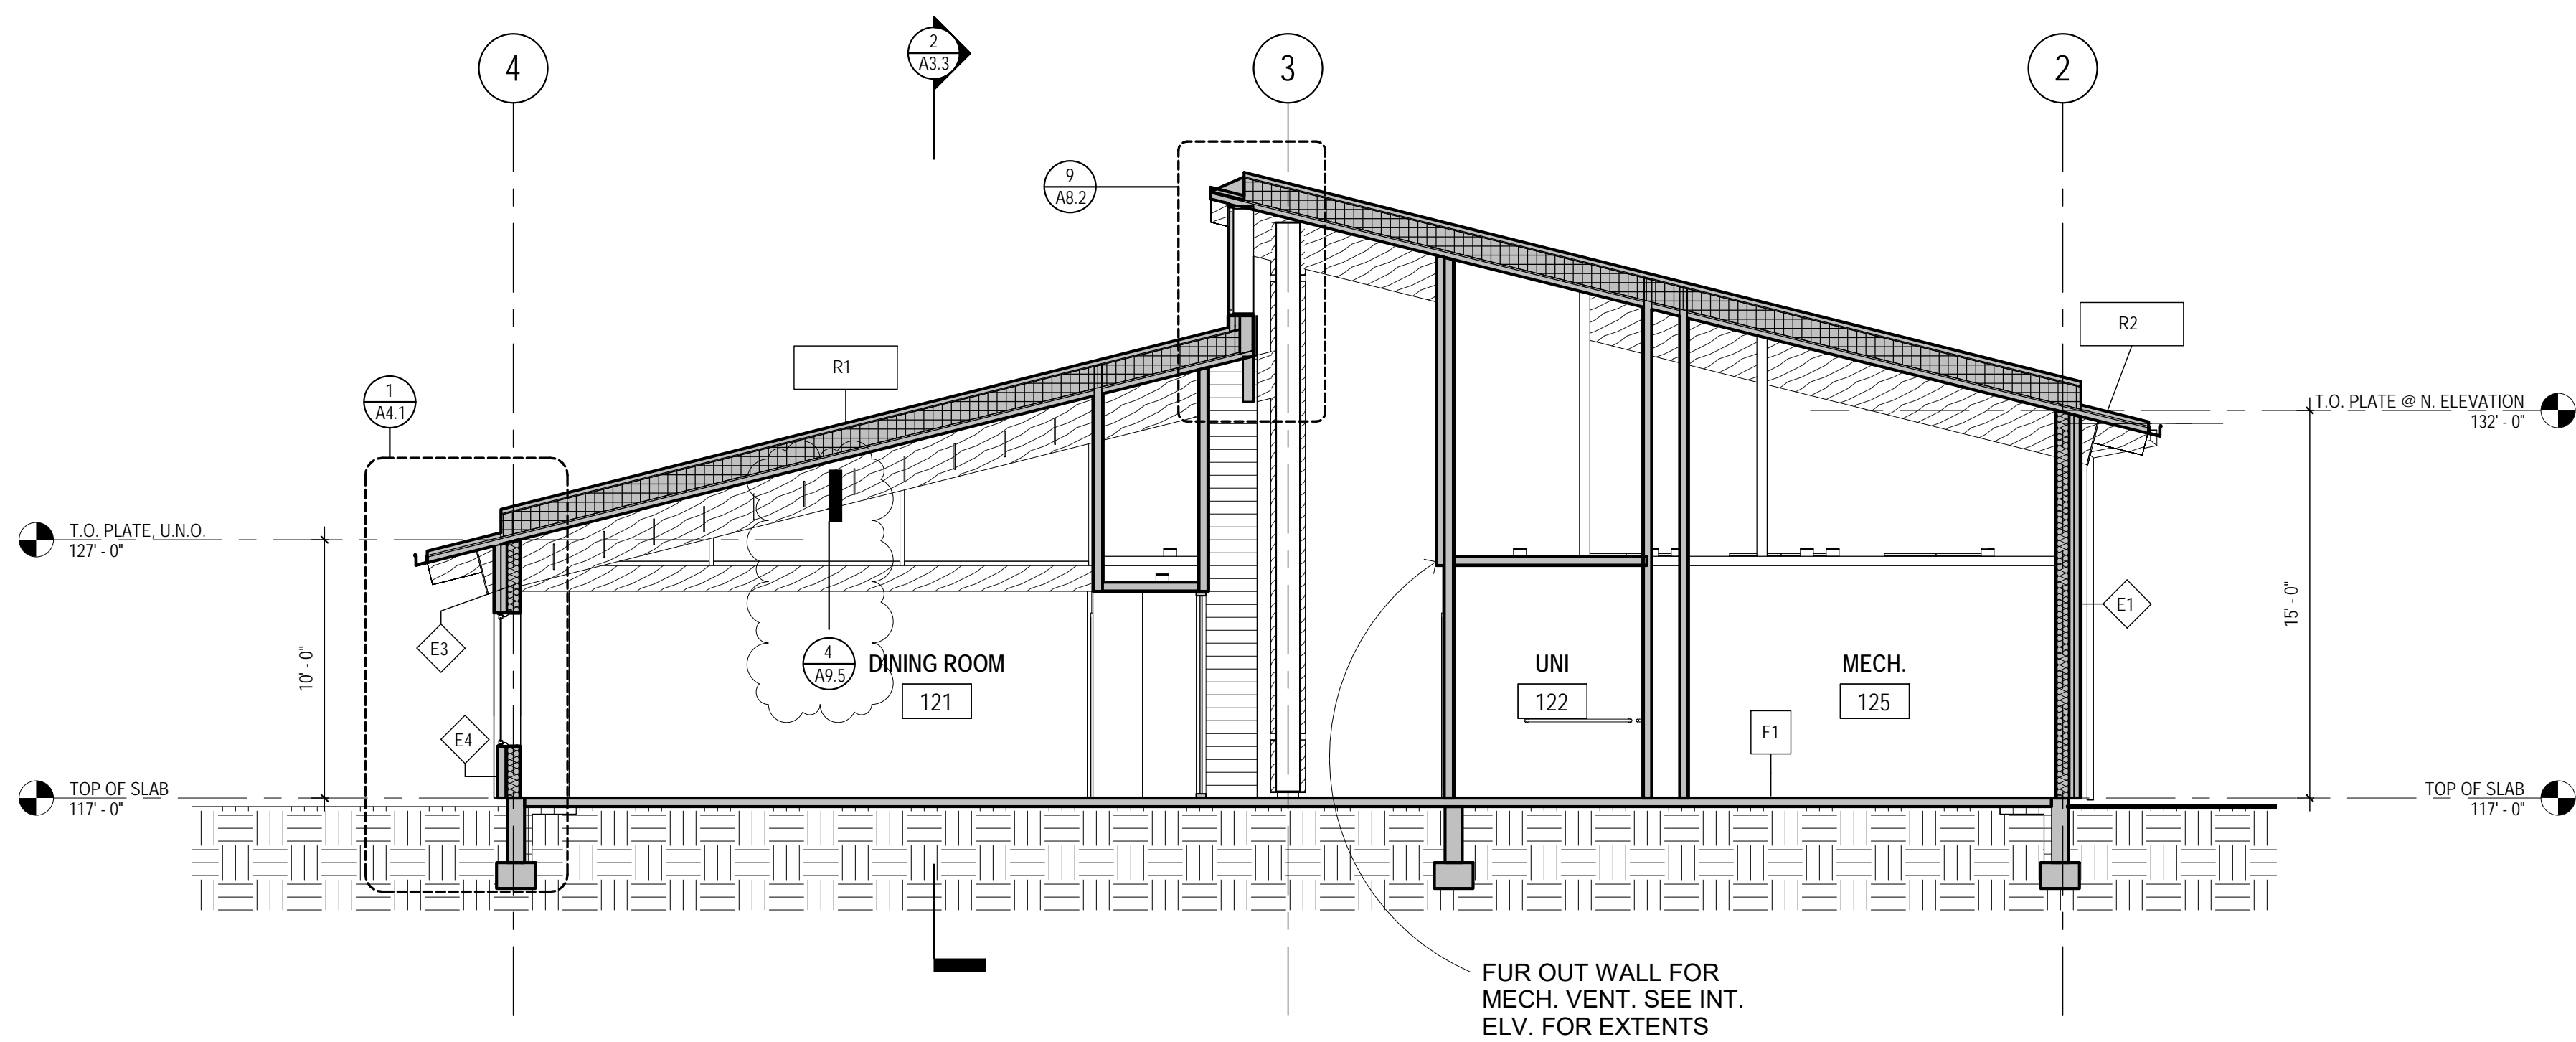 4
2
A3.3
3
2
9
A8.2
R2
R1
1
A4.1
T.O. PLATE @ N. ELEVATION
132' - 0"
T.O. PLATE, U.N.O.
127' - 0"
E3
E1
10' - 0"
15' - 0"
4
A9.5
DINING ROOM
121
UNI
122
MECH.
125
E4
F1
TOP OF SLAB
117' - 0"
TOP OF SLAB
117' - 0"
FUR OUT WALL FOR
MECH. VENT. SEE INT.
ELV. FOR EXTENTS